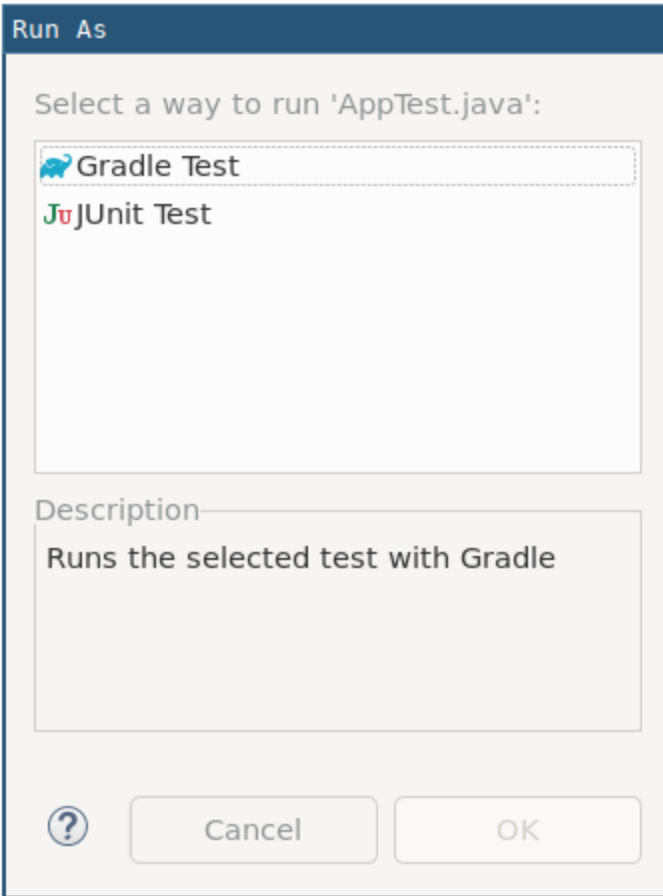 Run As
Select a way to run 'AppTest.java':
Gradle Test
JU JUnit Test
Description
Runs the selected test with Gradle
? Cancel OK